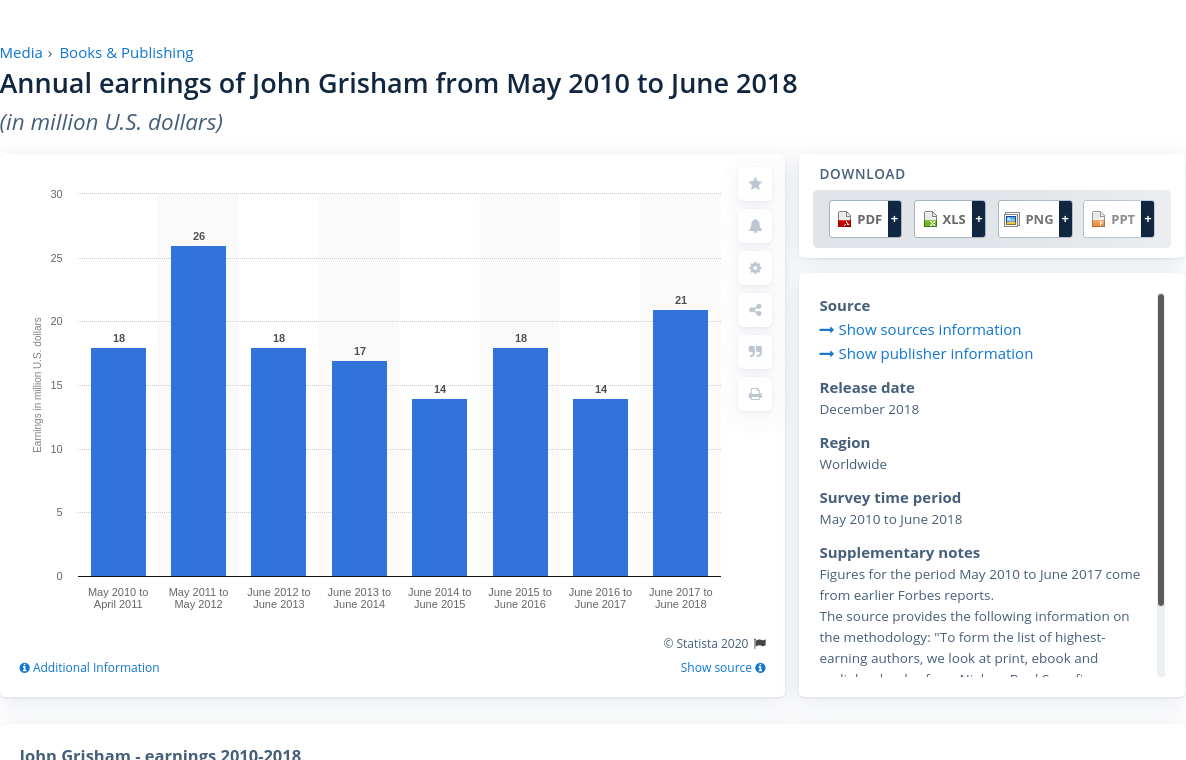 Media › Books & Publishing
Annual earnings of John Grisham from May 2010 to June 2018
(in million U.S. dollars)
Earnings in million U.S. dollars
30
25
20
15
10
5
0
18
26
18
17
14
18
14
21
May 2010 to
April 2011
May 2011 to
May 2012
June 2012 to
June 2013
June 2013 to
June 2014
June 2014 to
June 2015
June 2015 to
June 2016
June 2016 to
June 2017
June 2017 to
June 2018
© Statista 2020
Additional Information
Show source
DOWNLOAD
PDF +
XLS +
PNG +
PPT +
Source
Show sources information
Show publisher information
Release date
December 2018
Region
Worldwide
Survey time period
May 2010 to June 2018
Supplementary notes
Figures for the period May 2010 to June 2017 come
from earlier Forbes reports.
The source provides the following information on
the methodology: "To form the list of highest-
earning authors, we look at print, ebook and
John Grisham - earnings 2010-2018